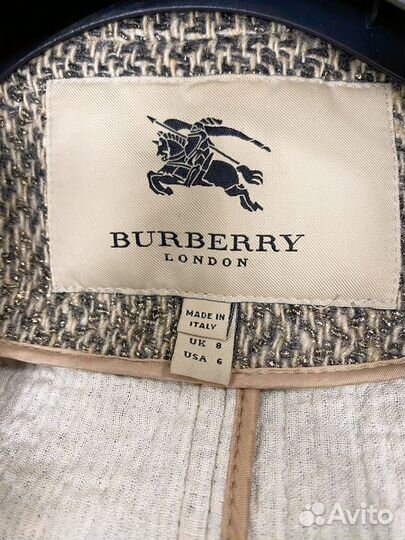 BURBERRY
LONDON
MADE IN
ITALY
UK 8
USA 6
Avito